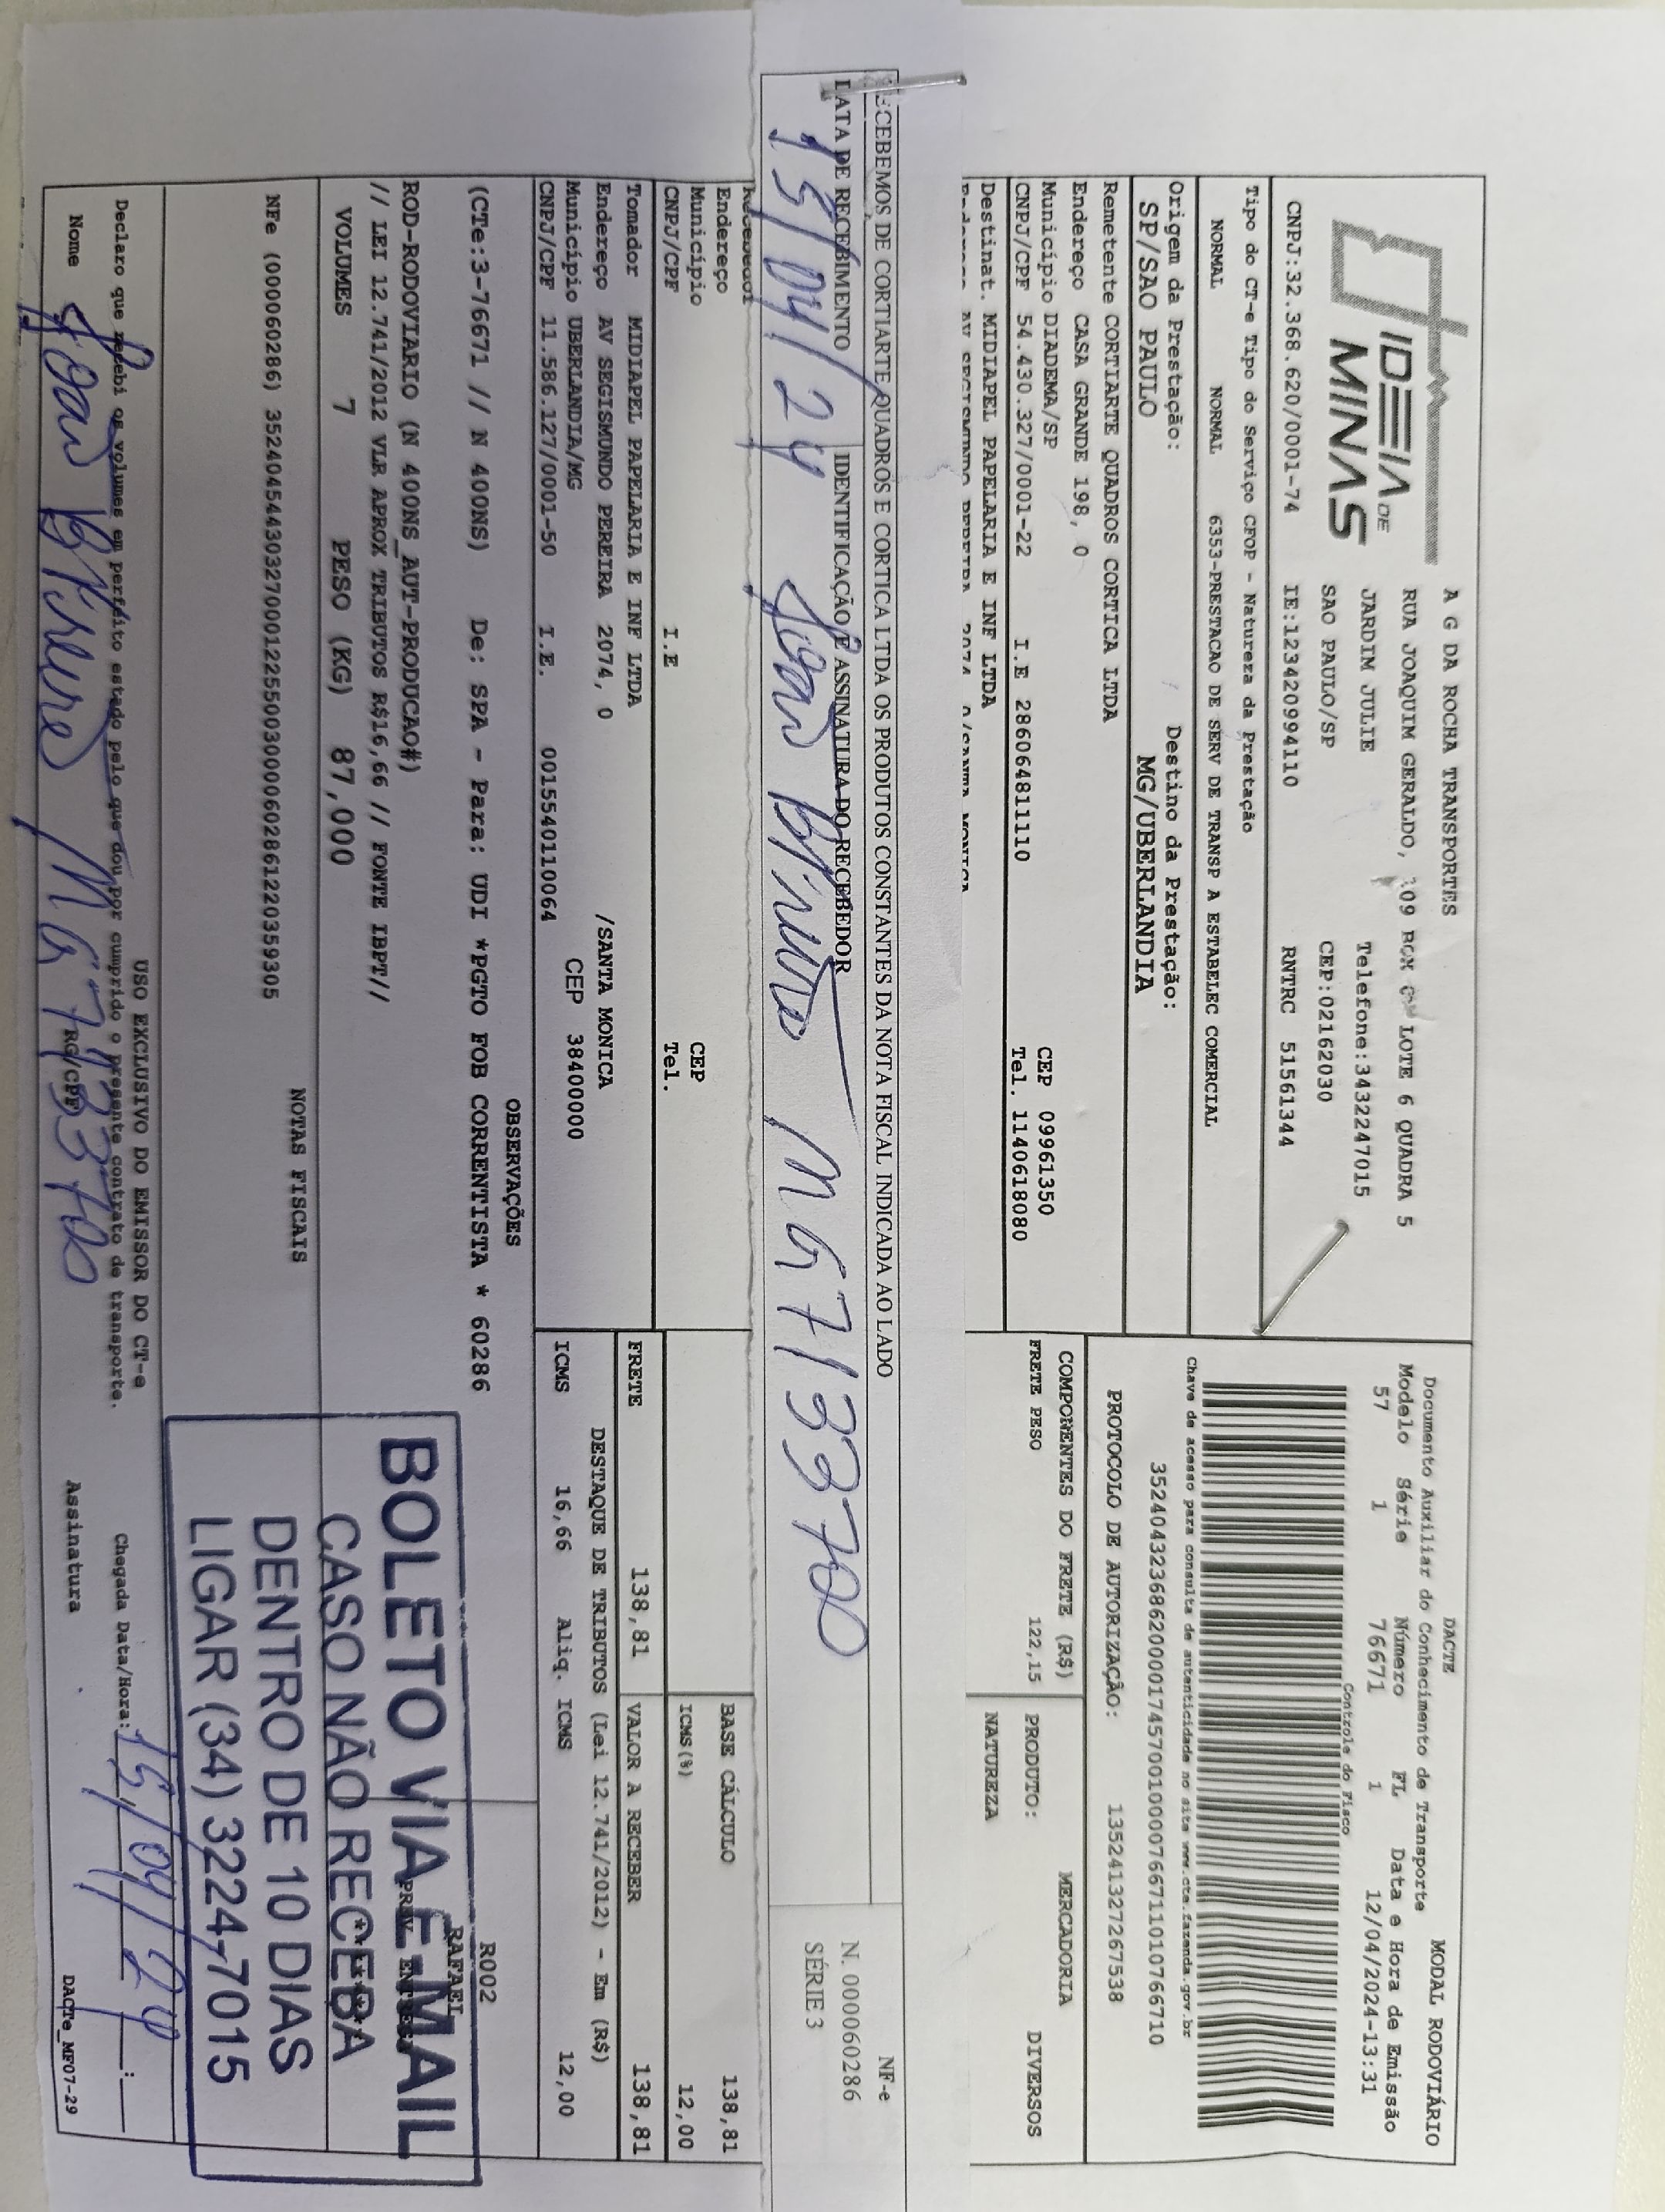 IDEIA DE
MINAS
A G DA ROCHA TRANSPORTES
RUA JOAQUIM GERALDO, 109 BOX LOTE 6 QUADRA 5
JARDIM JULIE Telefone:3432247015
SAO PAULO/SP CEP:02162030
CNPJ:32.368.620/0001-74 IE:123420994110 RNTRC 51561344
DACTE MODAL RODOVIÁRIO
Documento Auxiliar do Conhecimento de Transporte
Modelo Série Número FL Data e Hora de Emissão
57 1 76671 1 12/04/2024-13:31
Controle do Fisco
Tipo do CT-e Tipo do Serviço CFOP - Natureza da Prestação
NORMAL NORMAL 6353-PRESTACAO DE SERV DE TRANSP A ESTABELEC COMERCIAL
Chave de acesso para consulta de autenticidade no site www.cte.fazenda.gov.br
35240432368620000174570010000766711010766710
Origem da Prestação: Destino da Prestação:
SP/SAO PAULO MG/UBERLANDIA
PROTOCOLO DE AUTORIZAÇÃO: 135241327267538
Remetente CORTIARTE QUADROS CORTICA LTDA
Endereço CASA GRANDE 198, 0
Município DIADEMA/SP CEP 09961350
CNPJ/CPF 54.430.327/0001-22 I.E 286064811110 Tel. 1140618080
COMPONENTES DO FRETE (R$) MERCADORIA
FRETE PESO 122,15 PRODUTO: DIVERSOS
NATUREZA
Destinat. MIDIAPEL PAPELARIA E INF LTDA
RECEBEMOS DE CORTIARTE QUADROS E CORTICA LTDA OS PRODUTOS CONSTANTES DA NOTA FISCAL INDICADA AO LADO
DATA DE RECEBIMENTO IDENTIFICAÇÃO E ASSINATURA DO RECEBEDOR
15/04/24 João Bruno MG7133700
NF-e
N. 000060286
SÉRIE 3
Recebedor
Endereço
Município CEP
CNPJ/CPF I.E Tel.
BASE CÁLCULO 138,81
ICMS(%) 12,00
Tomador MIDIAPEL PAPELARIA E INF LTDA
Endereço AV SEGISMUNDO PEREIRA 2074, 0 /SANTA MONICA
Município UBERLANDIA/MG CEP 38400000
CNPJ/CPF 11.586.127/0001-50 I.E. 0015540110064
FRETE 138,81 VALOR A RECEBER 138,81
DESTAQUE DE TRIBUTOS (Lei 12.741/2012) - Em (R$)
ICMS 16,66 Aliq. ICMS 12,00
OBSERVAÇÕES
(CTe:3-76671 // N 400NS) De: SPA - Para: UDI *PGTO FOB CORRENTISTA * 60286
R002
RAFAEL
ROD-RODOVIARIO (N 400NS_AUT-PRODUCAO#)
// LEI 12.741/2012 VLR APROX TRIBUTOS R$16,66 // FONTE IBPT//
PREV. ENTREGA
VOLUMES 7 PESO (KG) 87,000
BOLETO VIA E-MAIL
CASO NÃO RECEBA
DENTRO DE 10 DIAS
LIGAR (34) 3224-7015
NOTAS FISCAIS
NFe (000060286) 35240454430327000122550030000602861220359305
USO EXCLUSIVO DO EMISSOR DO CT-e
Declaro que recebi os volumes em perfeito estado pelo que dou por cumprido o presente contrato de transporte. Chegada Data/Hora: 15/04/24 :
Nome João Bruno MG7133700 RG/CPF Assinatura DACTe_MF07-29